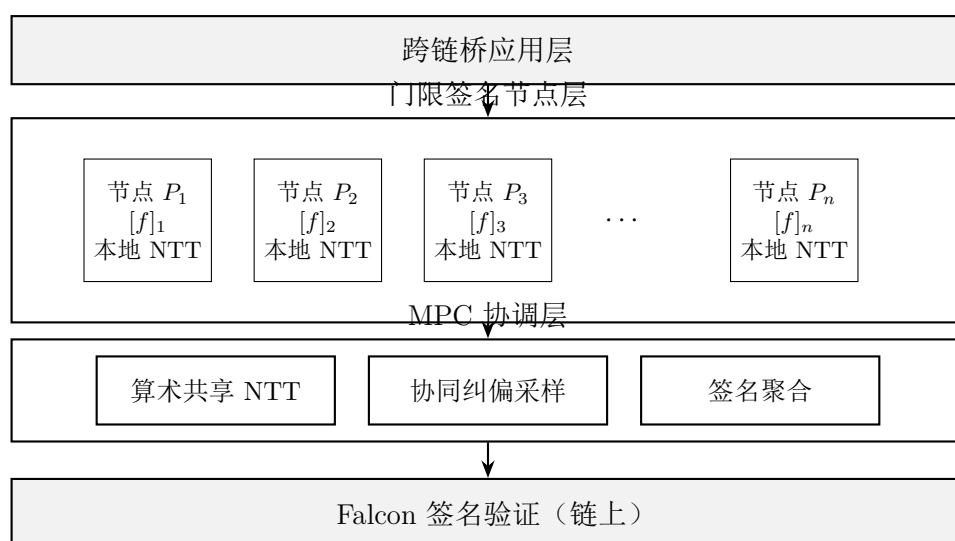 跨链桥应用层
门限签名节点层
节点 P₁
[f]₁
本地 NTT
节点 P₂
[f]₂
本地 NTT
节点 P₃
[f]₃
本地 NTT
···
节点 Pₙ
[f]ₙ
本地 NTT
MPC 协调层
算术共享 NTT
协同纠偏采样
签名聚合
Falcon 签名验证（链上）